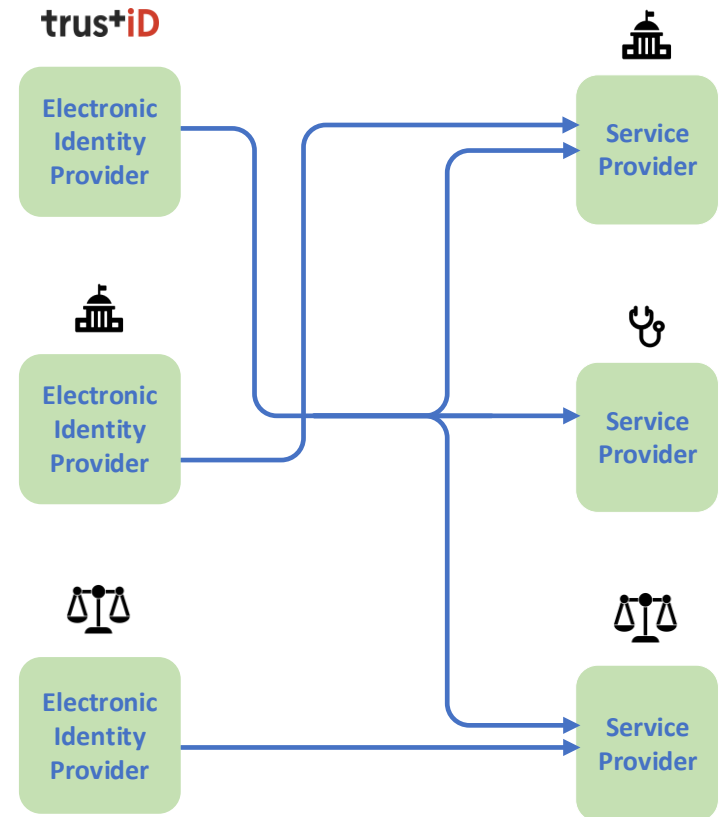 trus+iD
Electronic
Identity
Provider
Service
Provider
Electronic
Identity
Provider
Service
Provider
Electronic
Identity
Provider
Service
Provider